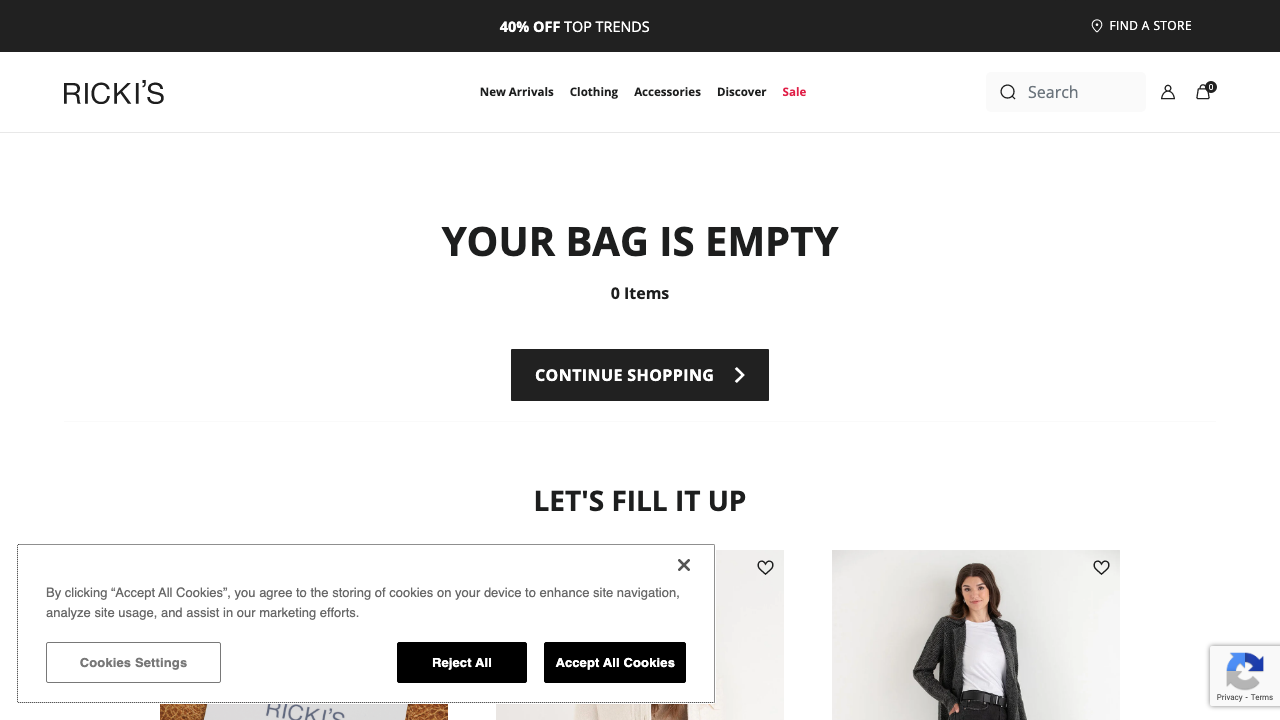 40% OFF TOP TRENDS
FIND A STORE
RICKI'S
New Arrivals
Clothing
Accessories
Discover
Sale
Search
0
YOUR BAG IS EMPTY
0 Items
CONTINUE SHOPPING
LET'S FILL IT UP
By clicking “Accept All Cookies”, you agree to the storing of cookies on your device to enhance site navigation,
analyze site usage, and assist in our marketing efforts.
Cookies Settings
Reject All
Accept All Cookies
RICKI'S
Privacy - Terms